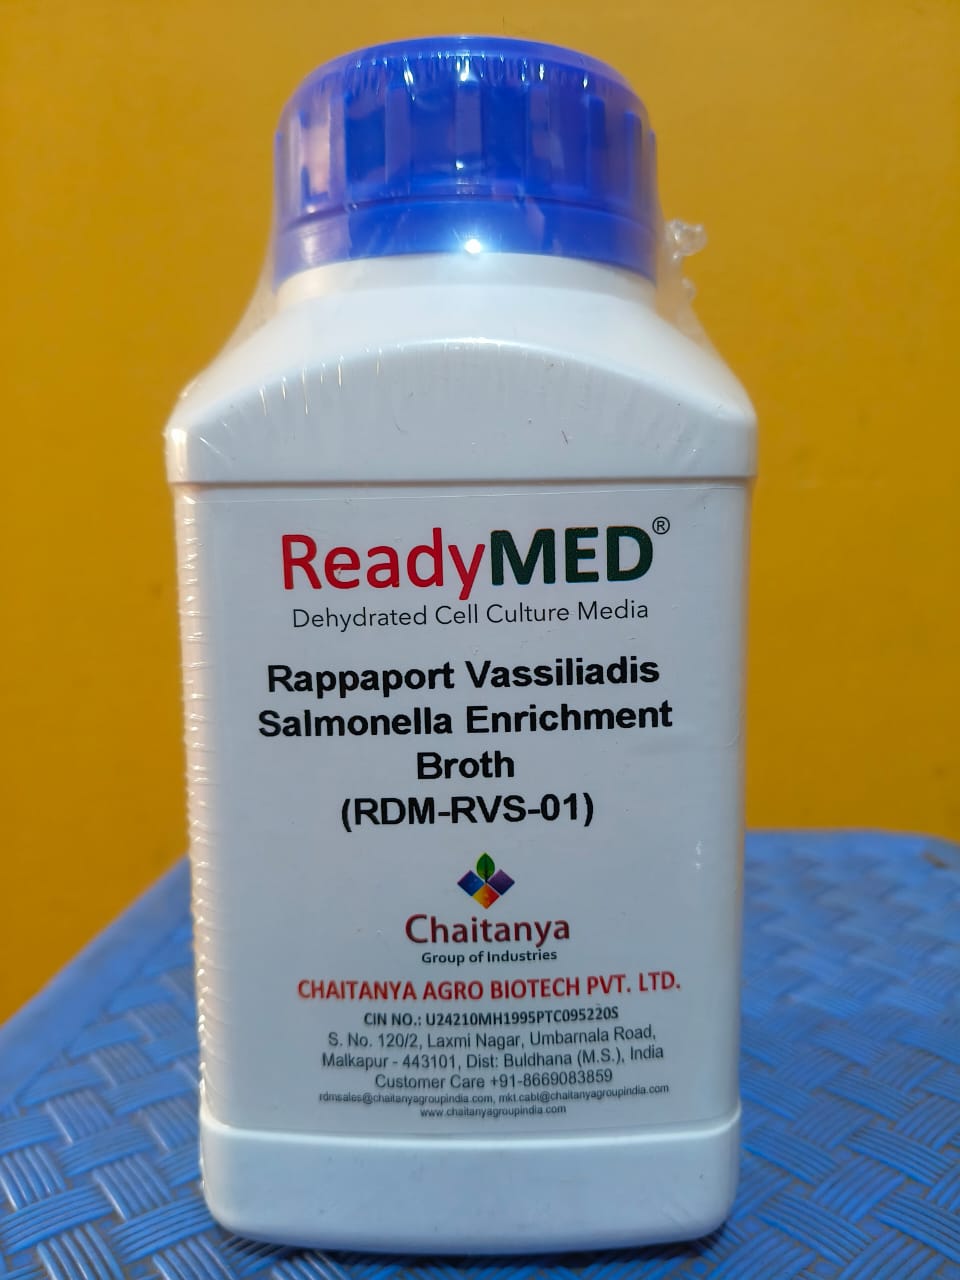 ReadyMED®
Dehydrated Cell Culture Media
Rappaport Vassiliadis
Salmonella Enrichment
Broth
(RDM-RVS-01)
Chaitanya
Group of Industries
CHAITANYA AGRO BIOTECH PVT. LTD.
CIN NO.: U24210MH1995PTC095220S
S. No. 120/2, Laxmi Nagar, Umbarnala Road,
Malkapur - 443101, Dist: Buldhana (M.S.), India
Customer Care +91-8669083859
rdmsales@chaitanyagroupindia.com, mkt.cabl@chaitanyagroupindia.com
www.chaitanyagroupindia.com